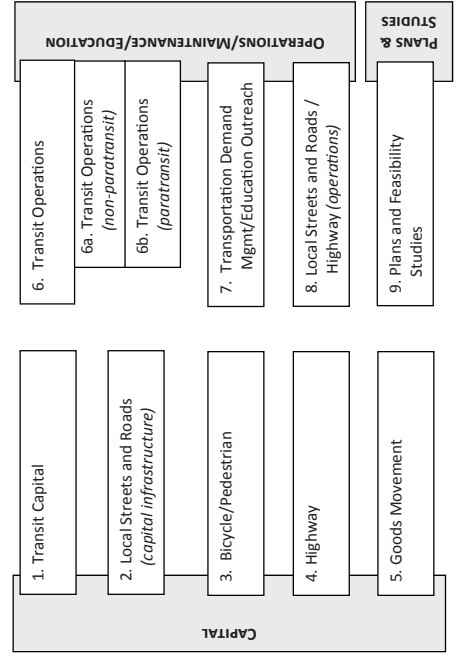 CAPITAL
1. Transit Capital
2. Local Streets and Roads
(capital infrastructure)
3. Bicycle/Pedestrian
4. Highway
5. Goods Movement
6. Transit Operations
6a. Transit Operations
(non-paratransit)
6b. Transit Operations
(paratransit)
7. Transportation Demand
Mgmt/Education Outreach
8. Local Streets and Roads /
Highway (operations)
9. Plans and Feasibility
Studies
OPERATIONS/MAINTENANCE/EDUCATION
PLANS &
STUDIES